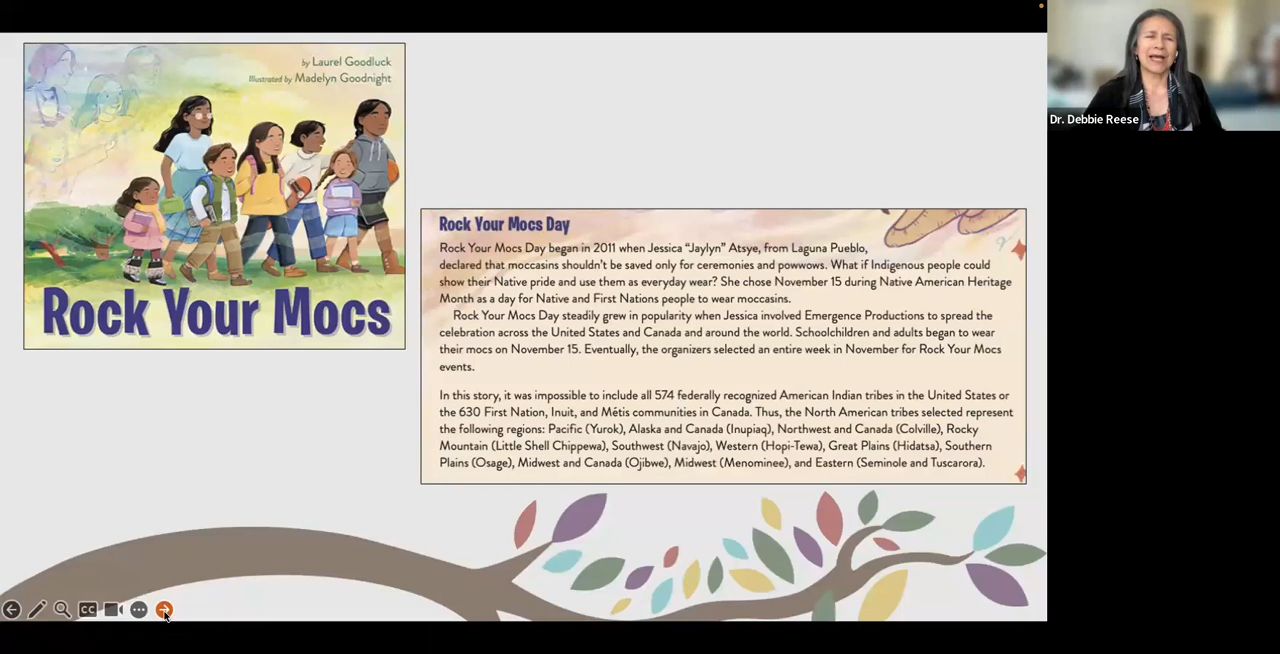 by Laurel Goodluck
Illustrated by Madelyn Goodnight
Rock Your Mocs
Dr. Debbie Reese
Rock Your Mocs Day
Rock Your Mocs Day began in 2011 when Jessica “Jaylyn” Atsye, from Laguna Pueblo,
declared that moccasins shouldn’t be saved only for ceremonies and powwows. What if Indigenous people could
show their Native pride and use them as everyday wear? She chose November 15 during Native American Heritage
Month as a day for Native and First Nations people to wear moccasins.
Rock Your Mocs Day steadily grew in popularity when Jessica involved Emergence Productions to spread the
celebration across the United States and Canada and around the world. Schoolchildren and adults began to wear
their mocs on November 15. Eventually, the organizers selected an entire week in November for Rock Your Mocs
events.
In this story, it was impossible to include all 574 federally recognized American Indian tribes in the United States or
the 630 First Nation, Inuit, and Métis communities in Canada. Thus, the North American tribes selected represent
the following regions: Pacific (Yurok), Alaska and Canada (Inupiaq), Northwest and Canada (Colville), Rocky
Mountain (Little Shell Chippewa), Southwest (Navajo), Western (Hopi-Tewa), Great Plains (Hidatsa), Southern
Plains (Osage), Midwest and Canada (Ojibwe), Midwest (Menominee), and Eastern (Seminole and Tuscarora).
CC